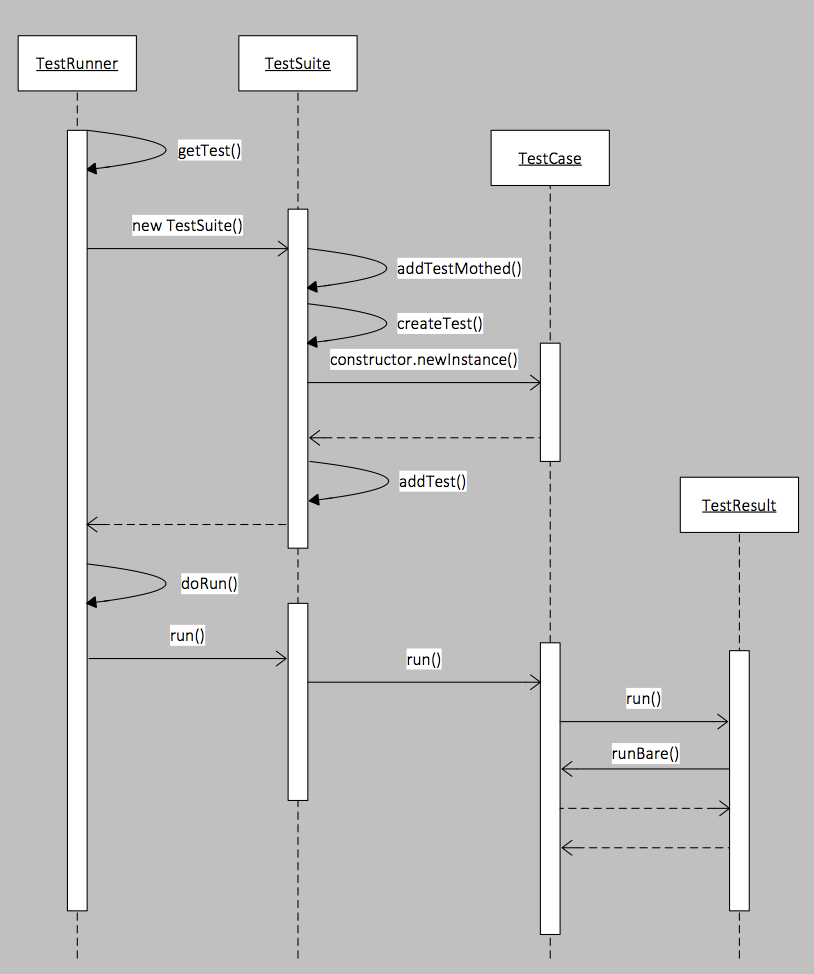 TestRunner
TestSuite
getTest()
TestCase
new TestSuite()
addTestMothed()
createTest()
constructor.newInstance()
addTest()
TestResult
doRun()
run()
run()
run()
runBare()